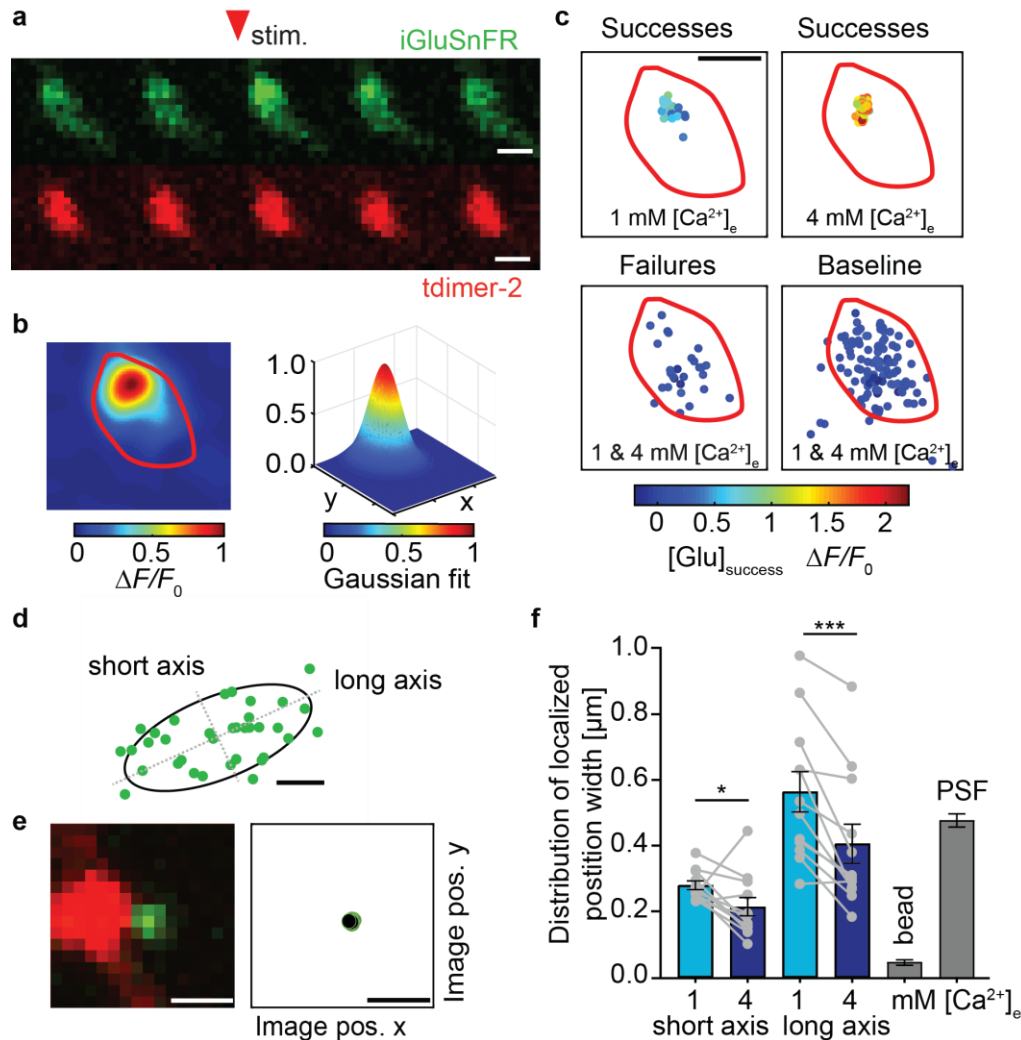 a
stim.
iGluSnFR
tdimer-2
b
1.0
0.5
0.0
y
x
0 0.5 1
ΔF/F0
0 0.5 1
Gaussian fit
c
Successes
Successes
1 mM [Ca2+]e
4 mM [Ca2+]e
Failures
Baseline
1 & 4 mM [Ca2+]e
1 & 4 mM [Ca2+]e
0 0.5 1 1.5 2
[Glu]success ΔF/F0
d
short axis
long axis
e
Image pos. x
Image pos. y
f
Distribution of localized
postition width [µm]
1.0
0.8
0.6
0.4
0.2
0.0
*
***
bead
PSF
1 4 1 4 mM [Ca2+]e
short axis long axis